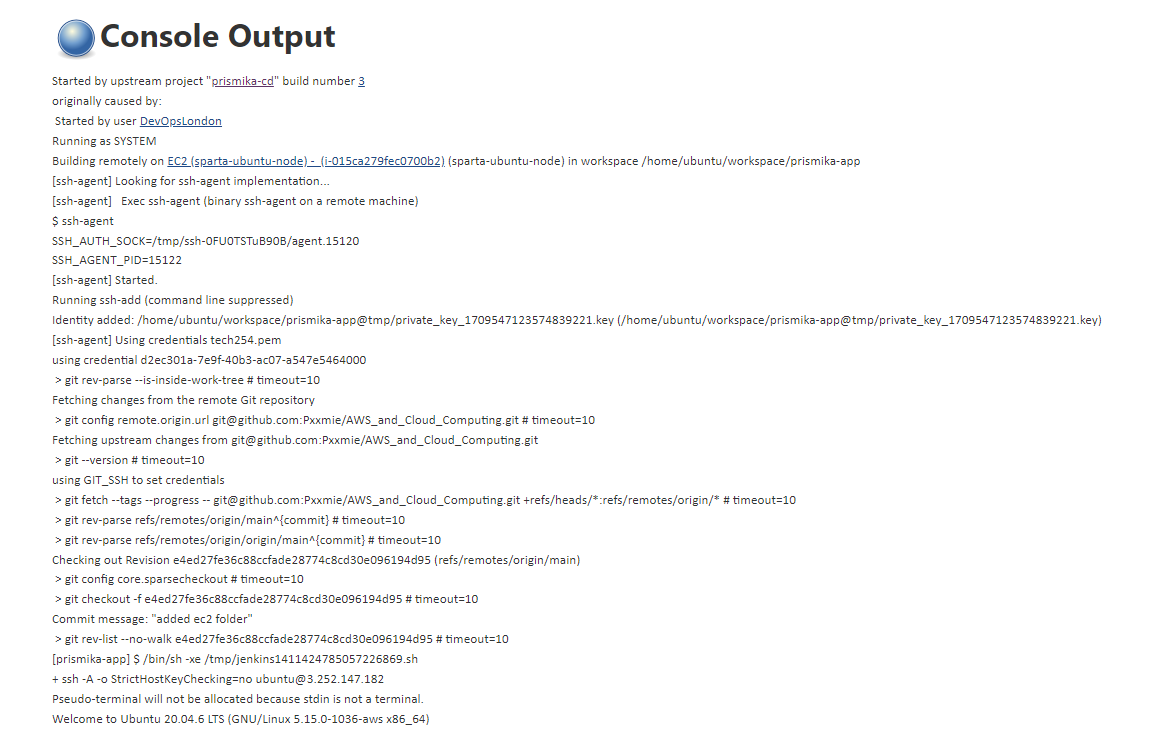 Console Output
Started by upstream project "prismika-cd" build number 3
originally caused by:
Started by user DevOpsLondon
Running as SYSTEM
Building remotely on EC2 (sparta-ubuntu-node) - (i-015ca279fec0700b2) (sparta-ubuntu-node) in workspace /home/ubuntu/workspace/prismika-app
[ssh-agent] Looking for ssh-agent implementation...
[ssh-agent]   Exec ssh-agent (binary ssh-agent on a remote machine)
$ ssh-agent
SSH_AUTH_SOCK=/tmp/ssh-0FU0TSTuB90B/agent.15120
SSH_AGENT_PID=15122
[ssh-agent] Started.
Running ssh-add (command line suppressed)
Identity added: /home/ubuntu/workspace/prismika-app@tmp/private_key_1709547123574839221.key (/home/ubuntu/workspace/prismika-app@tmp/private_key_1709547123574839221.key)
[ssh-agent] Using credentials tech254.pem
using credential d2ec301a-7e9f-40b3-ac07-a547e5464000
> git rev-parse --is-inside-work-tree # timeout=10
Fetching changes from the remote Git repository
> git config remote.origin.url git@github.com:Pxxmie/AWS_and_Cloud_Computing.git # timeout=10
Fetching upstream changes from git@github.com:Pxxmie/AWS_and_Cloud_Computing.git
> git --version # timeout=10
using GIT_SSH to set credentials
> git fetch --tags --progress -- git@github.com:Pxxmie/AWS_and_Cloud_Computing.git +refs/heads/*:refs/remotes/origin/* # timeout=10
> git rev-parse refs/remotes/origin/main^{commit} # timeout=10
> git rev-parse refs/remotes/origin/origin/main^{commit} # timeout=10
Checking out Revision e4ed27fe36c88ccfade28774c8cd30e096194d95 (refs/remotes/origin/main)
> git config core.sparsecheckout # timeout=10
> git checkout -f e4ed27fe36c88ccfade28774c8cd30e096194d95 # timeout=10
Commit message: "added ec2 folder"
> git rev-list --no-walk e4ed27fe36c88ccfade28774c8cd30e096194d95 # timeout=10
[prismika-app] $ /bin/sh -xe /tmp/jenkins1411424785057226869.sh
+ ssh -A -o StrictHostKeyChecking=no ubuntu@3.252.147.182
Pseudo-terminal will not be allocated because stdin is not a terminal.
Welcome to Ubuntu 20.04.6 LTS (GNU/Linux 5.15.0-1036-aws x86_64)